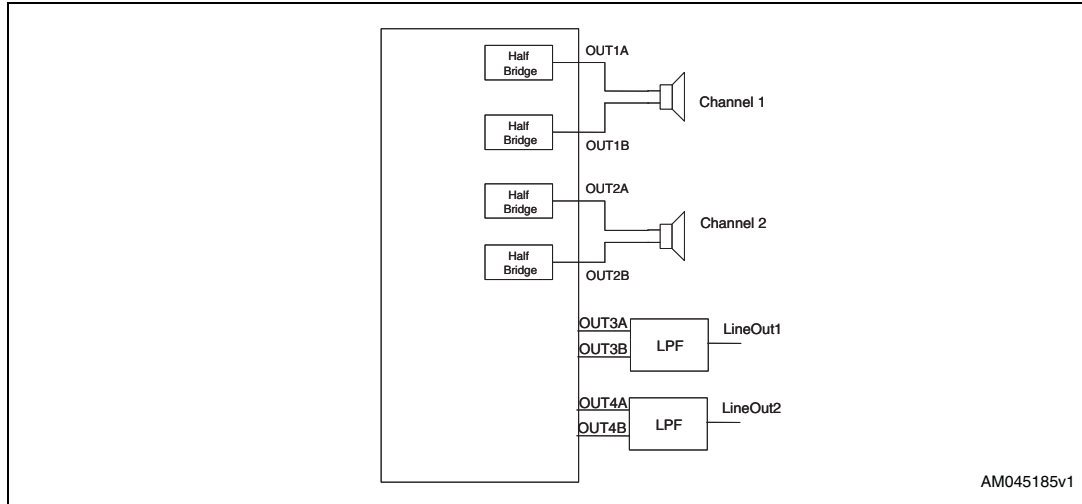 Half
Bridge
OUT1A
Channel 1
Half
Bridge
OUT1B
Half
Bridge
OUT2A
Channel 2
Half
Bridge
OUT2B
OUT3A
OUT3B
LPF
LineOut1
OUT4A
OUT4B
LPF
LineOut2
AM045185v1